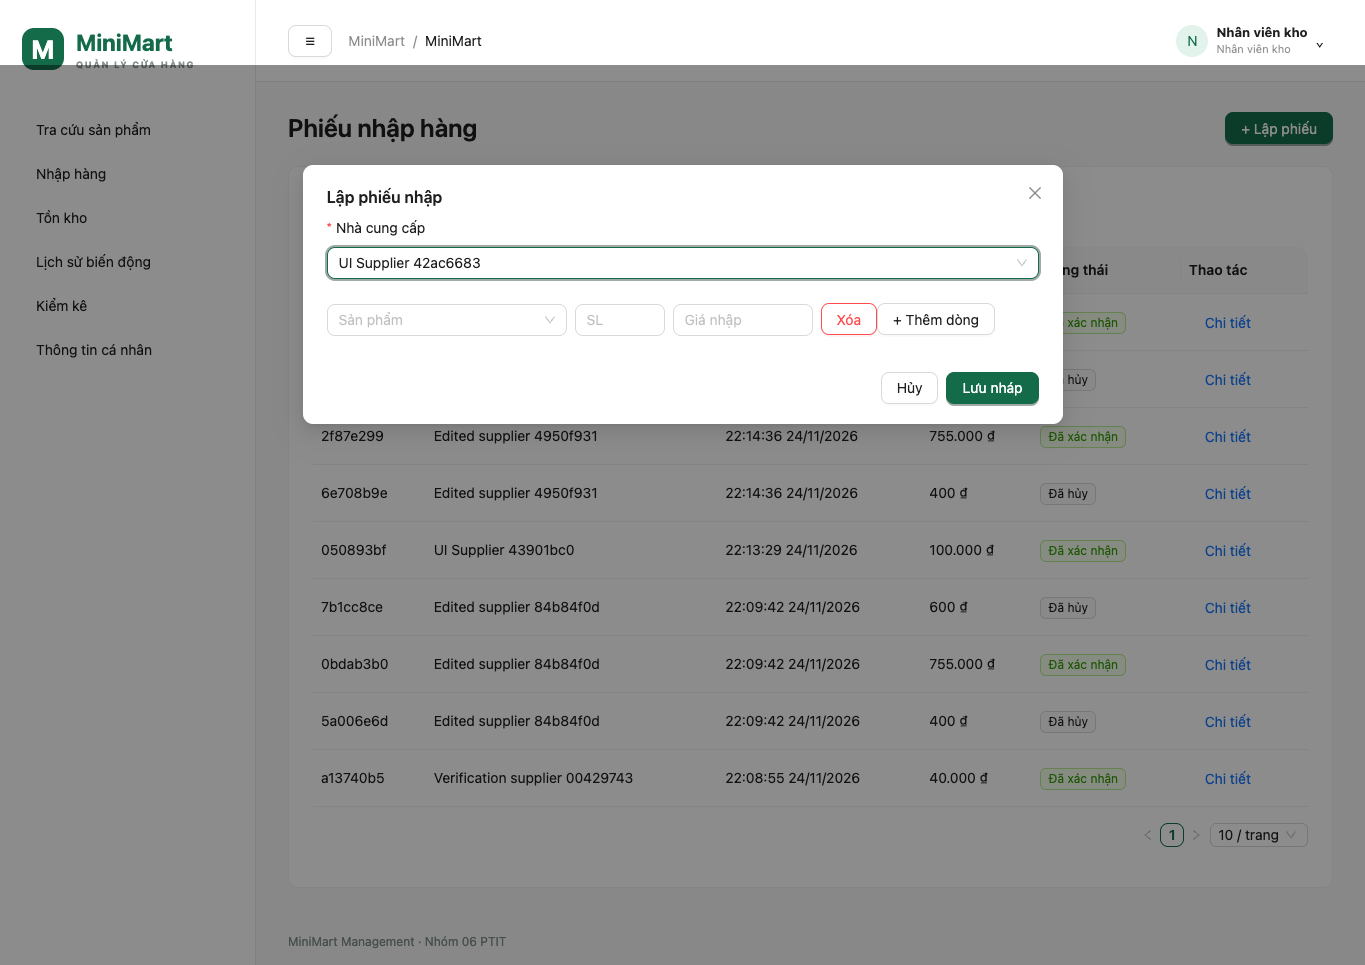 M MiniMart
QUẢN LÝ CỬA HÀNG
≡ MiniMart / MiniMart
N Nhân viên kho
Nhân viên kho
Tra cứu sản phẩm
Nhập hàng
Tồn kho
Lịch sử biến động
Kiểm kê
Thông tin cá nhân
Phiếu nhập hàng
+ Lập phiếu
Lập phiếu nhập
* Nhà cung cấp
UI Supplier 42ac6683
Sản phẩm SL Giá nhập Xóa + Thêm dòng
Hủy Lưu nháp
ng thái Thao tác
xác nhận Chi tiết
hủy Chi tiết
2f87e299 Edited supplier 4950f931 22:14:36 24/11/2026 755.000 ₫ Đã xác nhận Chi tiết
6e708b9e Edited supplier 4950f931 22:14:36 24/11/2026 400 ₫ Đã hủy Chi tiết
050893bf UI Supplier 43901bc0 22:13:29 24/11/2026 100.000 ₫ Đã xác nhận Chi tiết
7b1cc8ce Edited supplier 84b84f0d 22:09:42 24/11/2026 600 ₫ Đã hủy Chi tiết
0bdab3b0 Edited supplier 84b84f0d 22:09:42 24/11/2026 755.000 ₫ Đã xác nhận Chi tiết
5a006e6d Edited supplier 84b84f0d 22:09:42 24/11/2026 400 ₫ Đã hủy Chi tiết
a13740b5 Verification supplier 00429743 22:08:55 24/11/2026 40.000 ₫ Đã xác nhận Chi tiết
< 1 > 10 / trang
MiniMart Management · Nhóm 06 PTIT